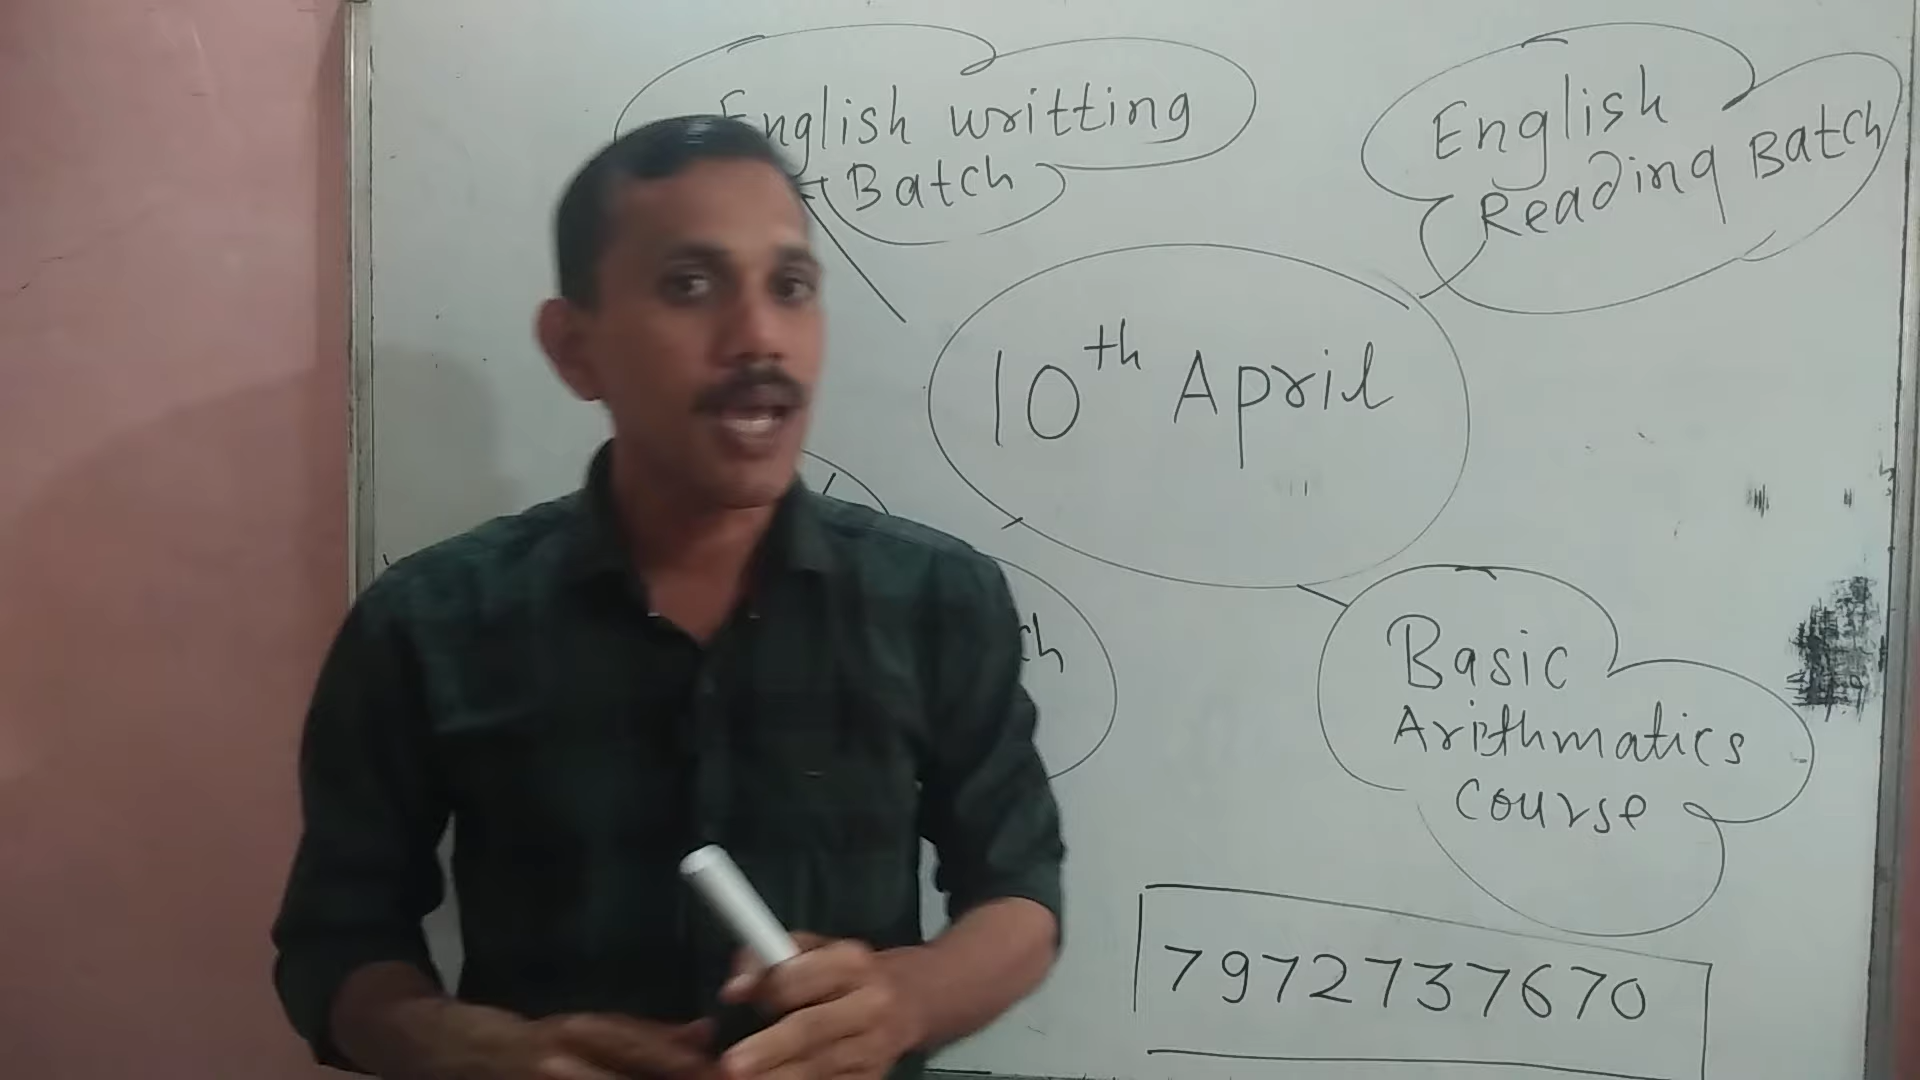 English writting
Batch
English
Reading Batch
10th April
Basic
Arithmatics
Course
7972737670